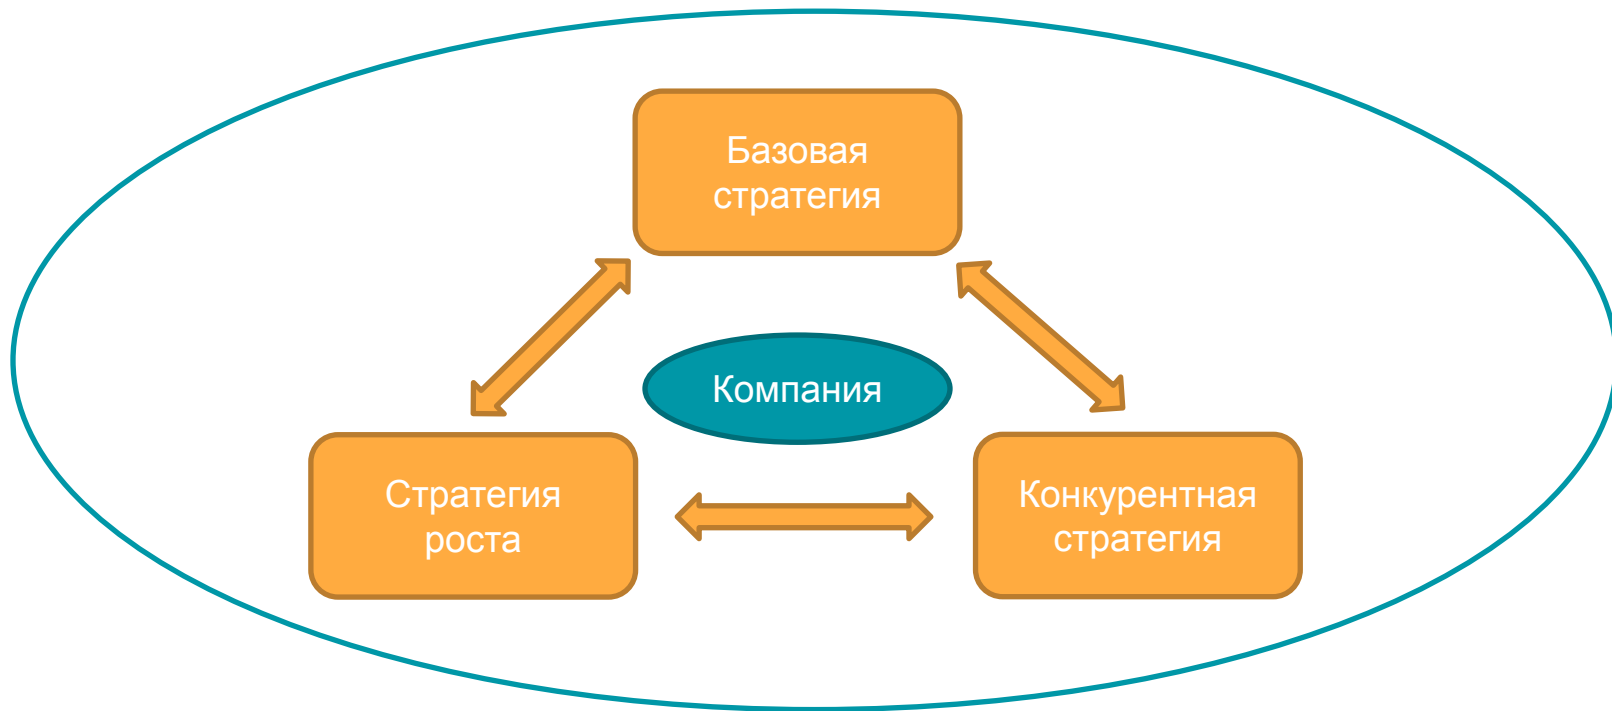 Базовая
стратегия
Компания
Стратегия
роста
Конкурентная
стратегия